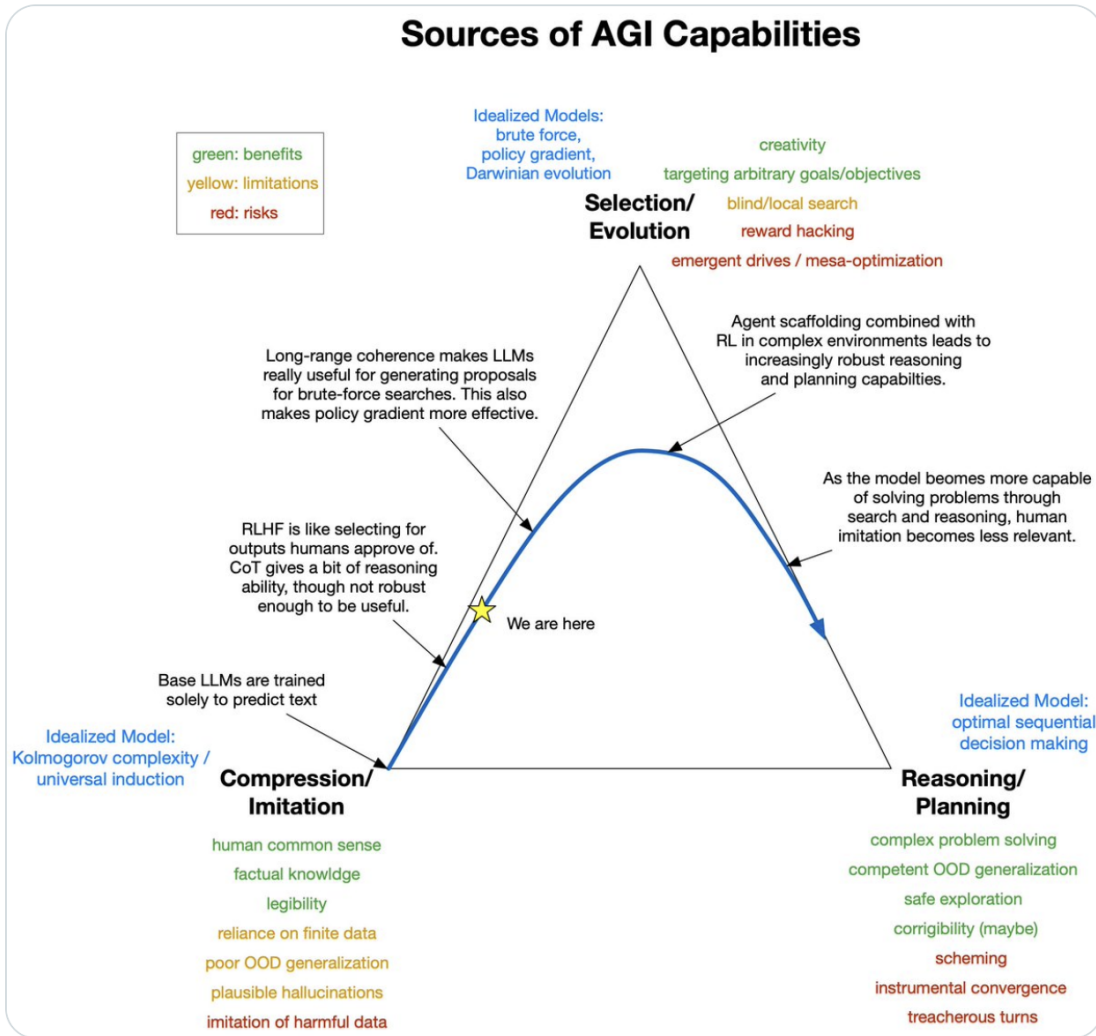 Sources of AGI Capabilities
green: benefits
yellow: limitations
red: risks
Idealized Models:
brute force,
policy gradient,
Darwinian evolution
Selection/
Evolution
creativity
targeting arbitrary goals/objectives
blind/local search
reward hacking
emergent drives / mesa-optimization
Long-range coherence makes LLMs
really useful for generating proposals
for brute-force searches. This also
makes policy gradient more effective.
Agent scaffolding combined with
RL in complex environments leads to
increasingly robust reasoning
and planning capabilties.
RLHF is like selecting for
outputs humans approve of.
CoT gives a bit of reasoning
ability, though not robust
enough to be useful.
As the model beomes more capable
of solving problems through
search and reasoning, human
imitation becomes less relevant.
We are here
Base LLMs are trained
solely to predict text
Idealized Model:
Kolmogorov complexity /
universal induction
Compression/
Imitation
human common sense
factual knowldge
legibility
reliance on finite data
poor OOD generalization
plausible hallucinations
imitation of harmful data
Idealized Model:
optimal sequential
decision making
Reasoning/
Planning
complex problem solving
competent OOD generalization
safe exploration
corrigibility (maybe)
scheming
instrumental convergence
treacherous turns